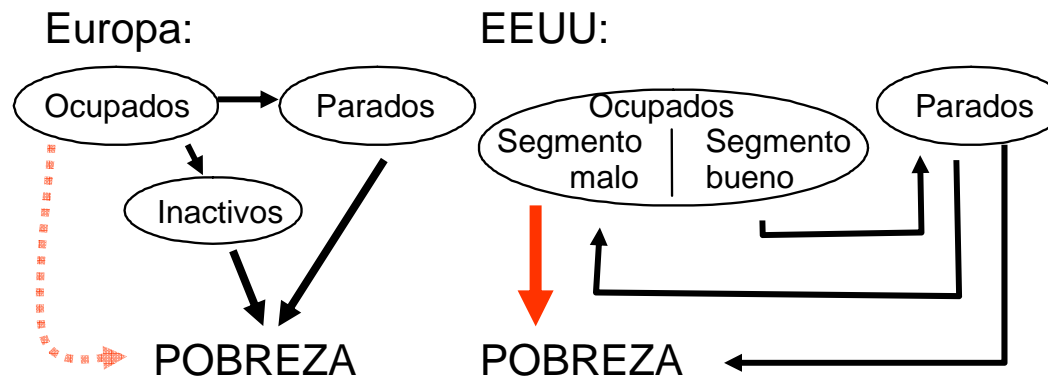 Europa:
EEUU:
Ocupados
Parados
Inactivos
POBREZA
Ocupados
Segmento malo
Segmento bueno
Parados
POBREZA